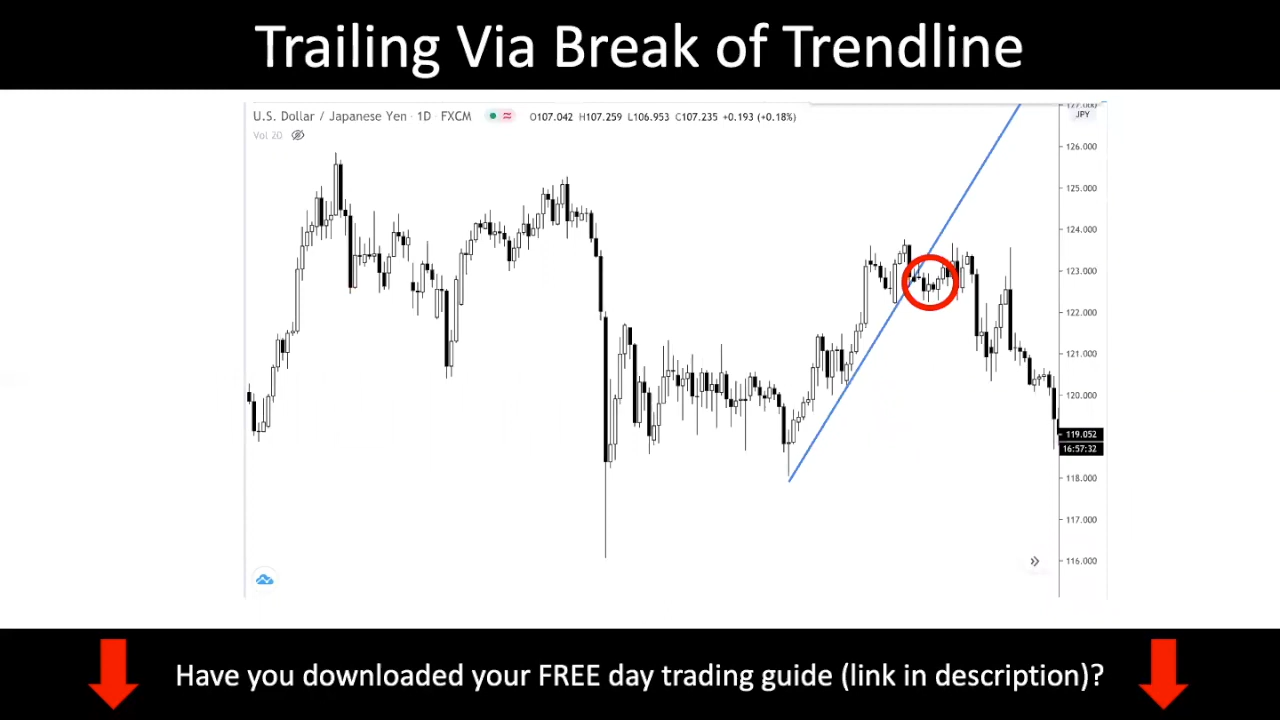 Trailing Via Break of Trendline
U.S. Dollar / Japanese Yen · 1D · FXCM O107.042 H107.259 L106.953 C107.235 +0.193 (+0.18%)
Vol 20
127.000
JPY
126.000
125.000
124.000
123.000
122.000
121.000
120.000
119.052
16:57:32
118.000
117.000
116.000
Have you downloaded your FREE day trading guide (link in description)?